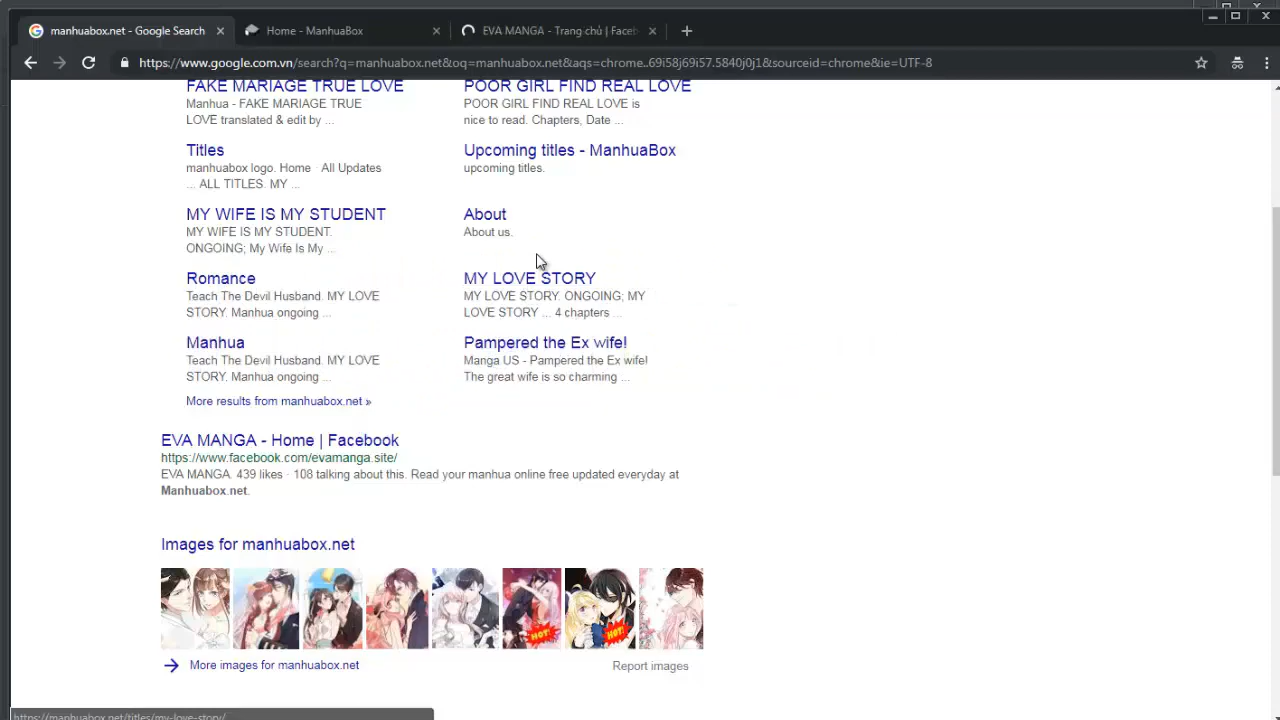 manhuabox.net - Google Search
Home - ManhuaBox
EVA MANGA - Trang chủ | Faceb
https://www.google.com.vn/search?q=manhuabox.net&oq=manhuabox.net&aqs=chrome..69i58j69i57.5840j0j1&sourceid=chrome&ie=UTF-8
FAKE MARIAGE TRUE LOVE
Manhua - FAKE MARIAGE TRUE
LOVE translated & edit by ...
POOR GIRL FIND REAL LOVE
POOR GIRL FIND REAL LOVE is
nice to read. Chapters, Date ...
Titles
manhuabox logo. Home · All Updates
... ALL TITLES. MY ...
Upcoming titles - ManhuaBox
upcoming titles.
MY WIFE IS MY STUDENT
MY WIFE IS MY STUDENT.
ONGOING; My Wife Is My ...
About
About us.
Romance
Teach The Devil Husband. MY LOVE
STORY. Manhua ongoing ...
MY LOVE STORY
MY LOVE STORY. ONGOING; MY
LOVE STORY ... 4 chapters ...
Manhua
Teach The Devil Husband. MY LOVE
STORY. Manhua ongoing ...
Pampered the Ex wife!
Manga US - Pampered the Ex wife!
The great wife is so charming ...
More results from manhuabox.net »
EVA MANGA - Home | Facebook
https://www.facebook.com/evamanga.site/
EVA MANGA. 439 likes · 108 talking about this. Read your manhua online free updated everyday at
Manhuabox.net.
Images for manhuabox.net
HOT!
HOT!
More images for manhuabox.net
Report images
https://manhuabox.net/titles/my-love-story/